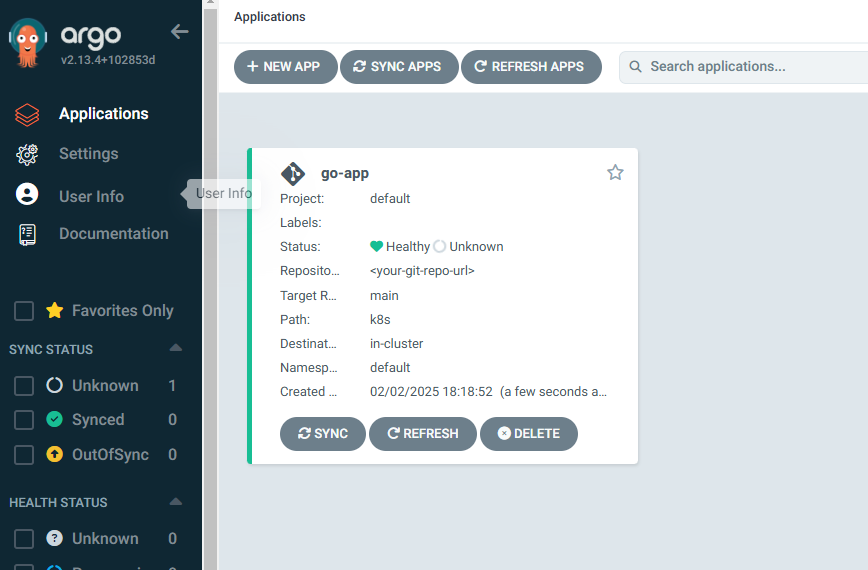 argo
v2.13.4+102853d
Applications
Settings
User Info
User Info
Documentation
Favorites Only
SYNC STATUS
Unknown 1
Synced 0
OutOfSync 0
HEALTH STATUS
Unknown 0
Applications
NEW APP SYNC APPS REFRESH APPS Search applications...
go-app
Project: default
Labels:
Status: Healthy Unknown
Reposito... <your-git-repo-url>
Target R... main
Path: k8s
Destinat... in-cluster
Namesp... default
Created ... 02/02/2025 18:18:52 (a few seconds a...
SYNC REFRESH DELETE